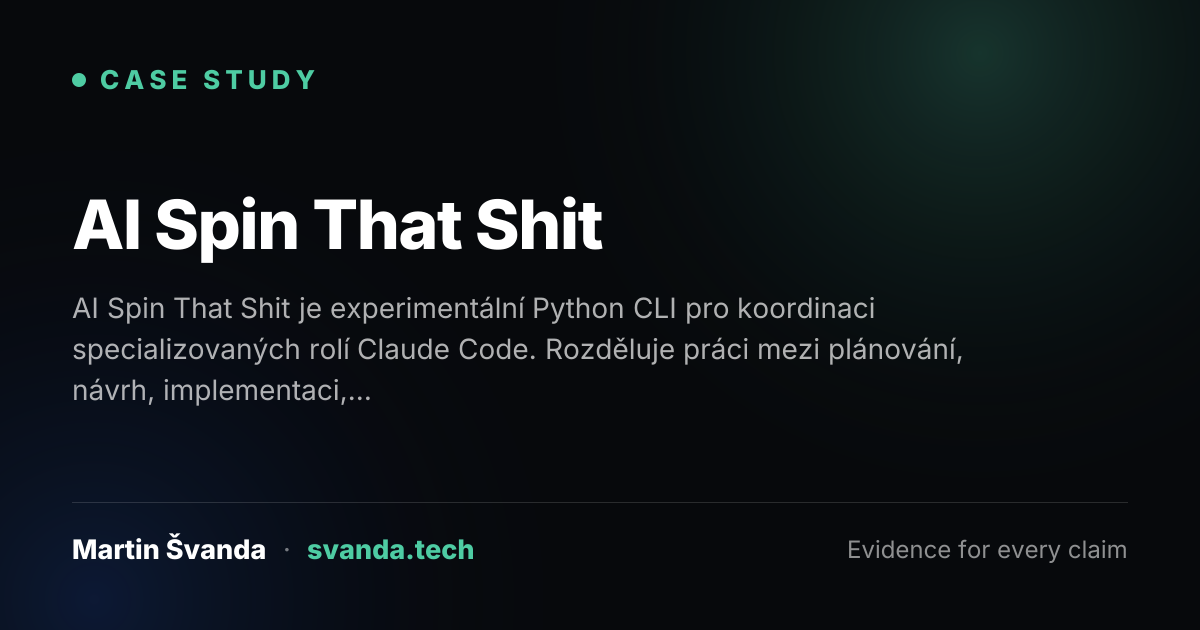 CASE STUDY
AI Spin That Shit
AI Spin That Shit je experimentální Python CLI pro koordinaci
specializovaných rolí Claude Code. Rozděluje práci mezi plánování,
návrh, implementaci,…
Martin Švanda · svanda.tech
Evidence for every claim